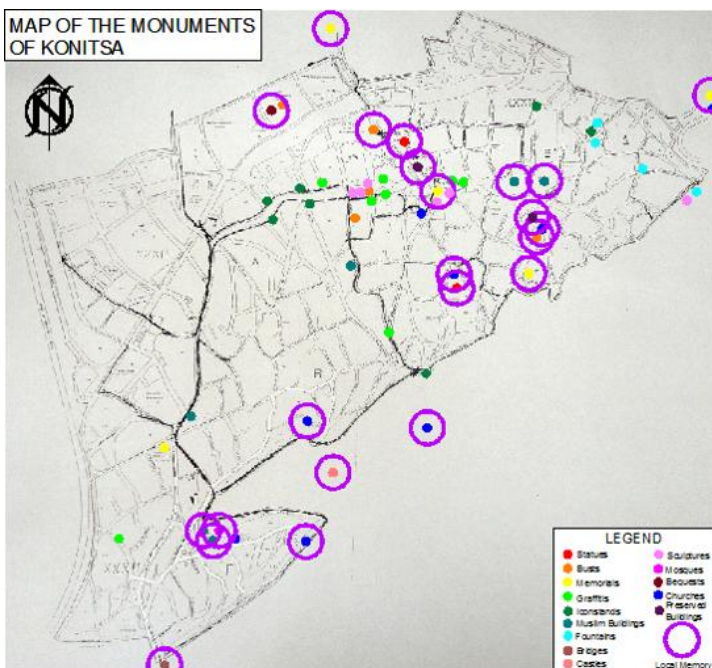 MAP OF THE MONUMENTS
OF KONITSA
N
R
LEGEND
Statues
Busts
Memorials
Graffitis
Iconstands
Muslim Buildings
Fountains
Bridges
Castles
Sculptures
Mosques
Bequests
Churches
Preserved
Buildings
Local Memory